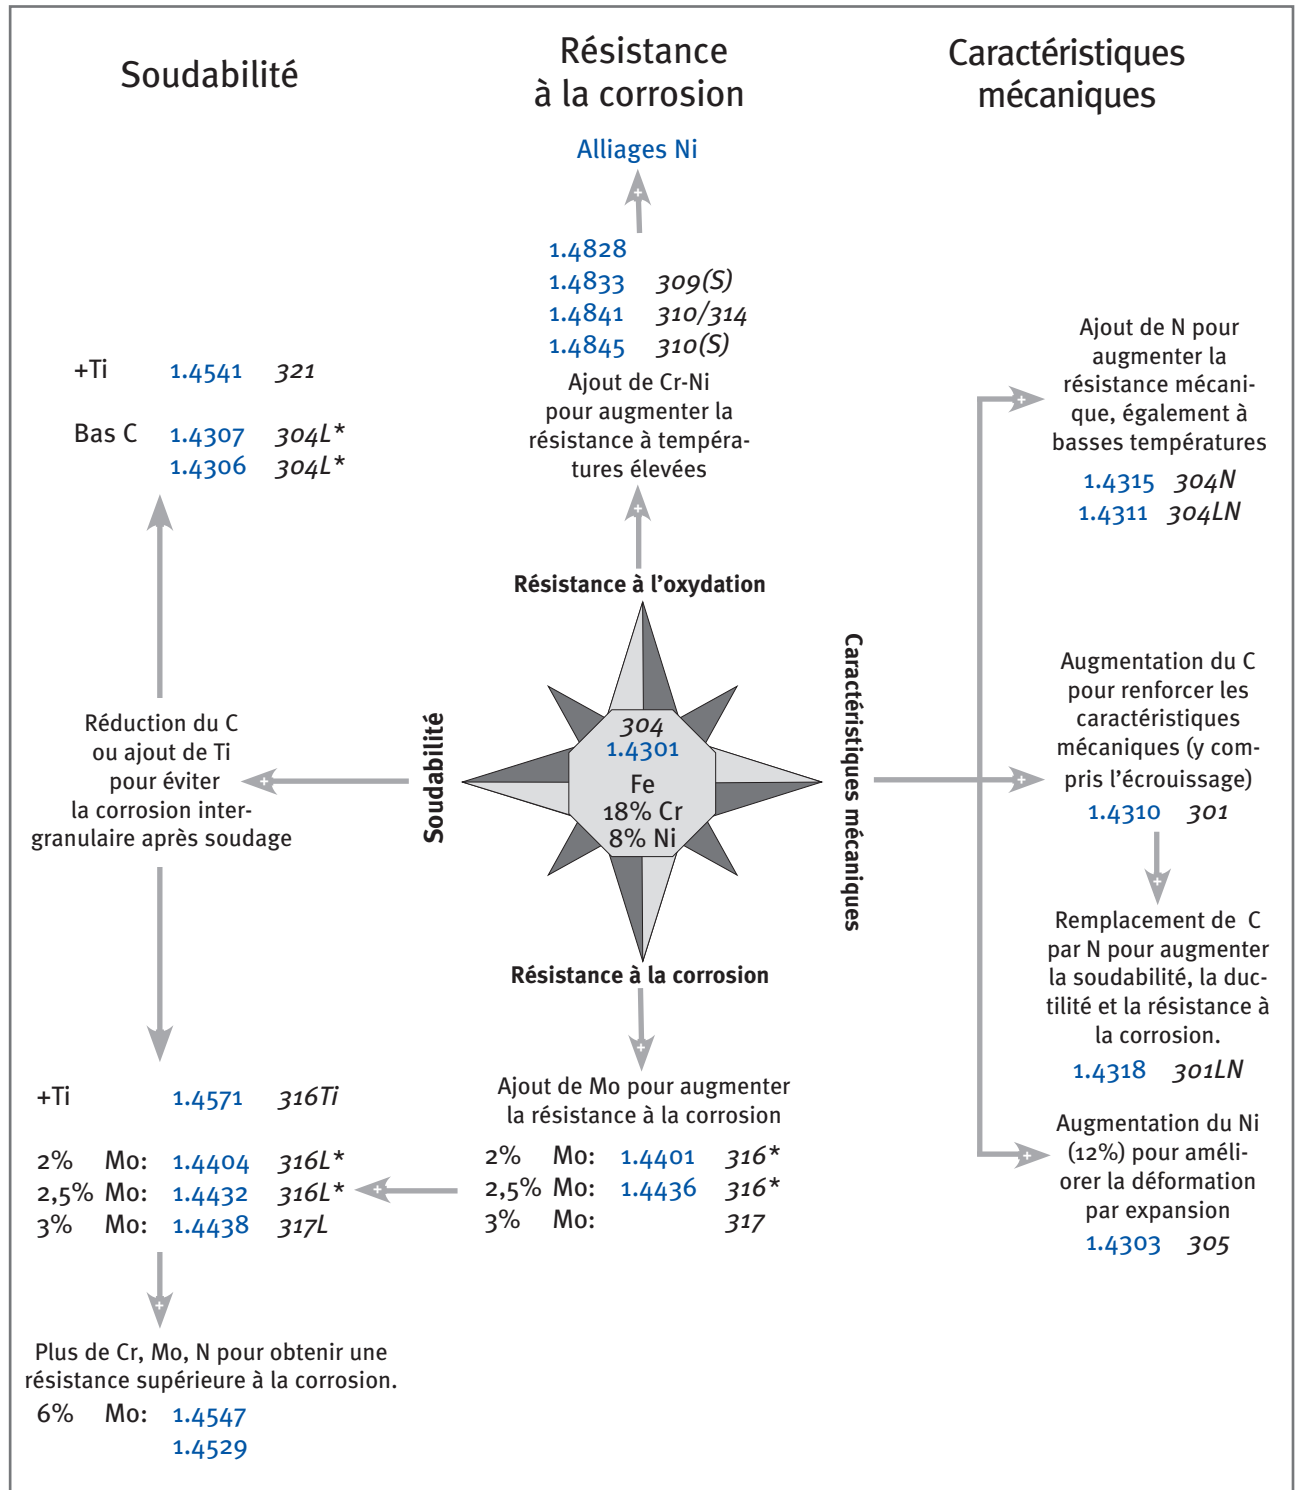 Soudabilité
Résistance
à la corrosion
Caractéristiques
mécaniques
Alliages Ni
1.4828
1.4833 309(S)
1.4841 310/314
1.4845 310(S)
Ajout de Cr-Ni
pour augmenter la
résistance à tempéra-
tures élevées
+Ti 1.4541 321
Bas C 1.4307 304L*
1.4306 304L*
Ajout de N pour
augmenter la
résistance mécani-
que, également à
basses températures
1.4315 304N
1.4311 304LN
Résistance à l'oxydation
Soudabilité
304
1.4301
Fe
18% Cr
8% Ni
Caractéristiques mécaniques
Résistance à la corrosion
Réduction du C
ou ajout de Ti
pour éviter
la corrosion inter-
granulaire après soudage
Augmentation du C
pour renforcer les
caractéristiques
mécaniques (y com-
pris l'écrouissage)
1.4310 301
Remplacement de C
par N pour augmenter
la soudabilité, la duc-
tilité et la résistance à
la corrosion.
1.4318 301LN
Augmentation du Ni
(12%) pour améli-
orer la déformation
par expansion
1.4303 305
Ajout de Mo pour augmenter
la résistance à la corrosion
2% Mo: 1.4401 316*
2,5% Mo: 1.4436 316*
3% Mo: 317
+Ti 1.4571 316Ti
2% Mo: 1.4404 316L*
2,5% Mo: 1.4432 316L*
3% Mo: 1.4438 317L
Plus de Cr, Mo, N pour obtenir une
résistance supérieure à la corrosion.
6% Mo: 1.4547
1.4529